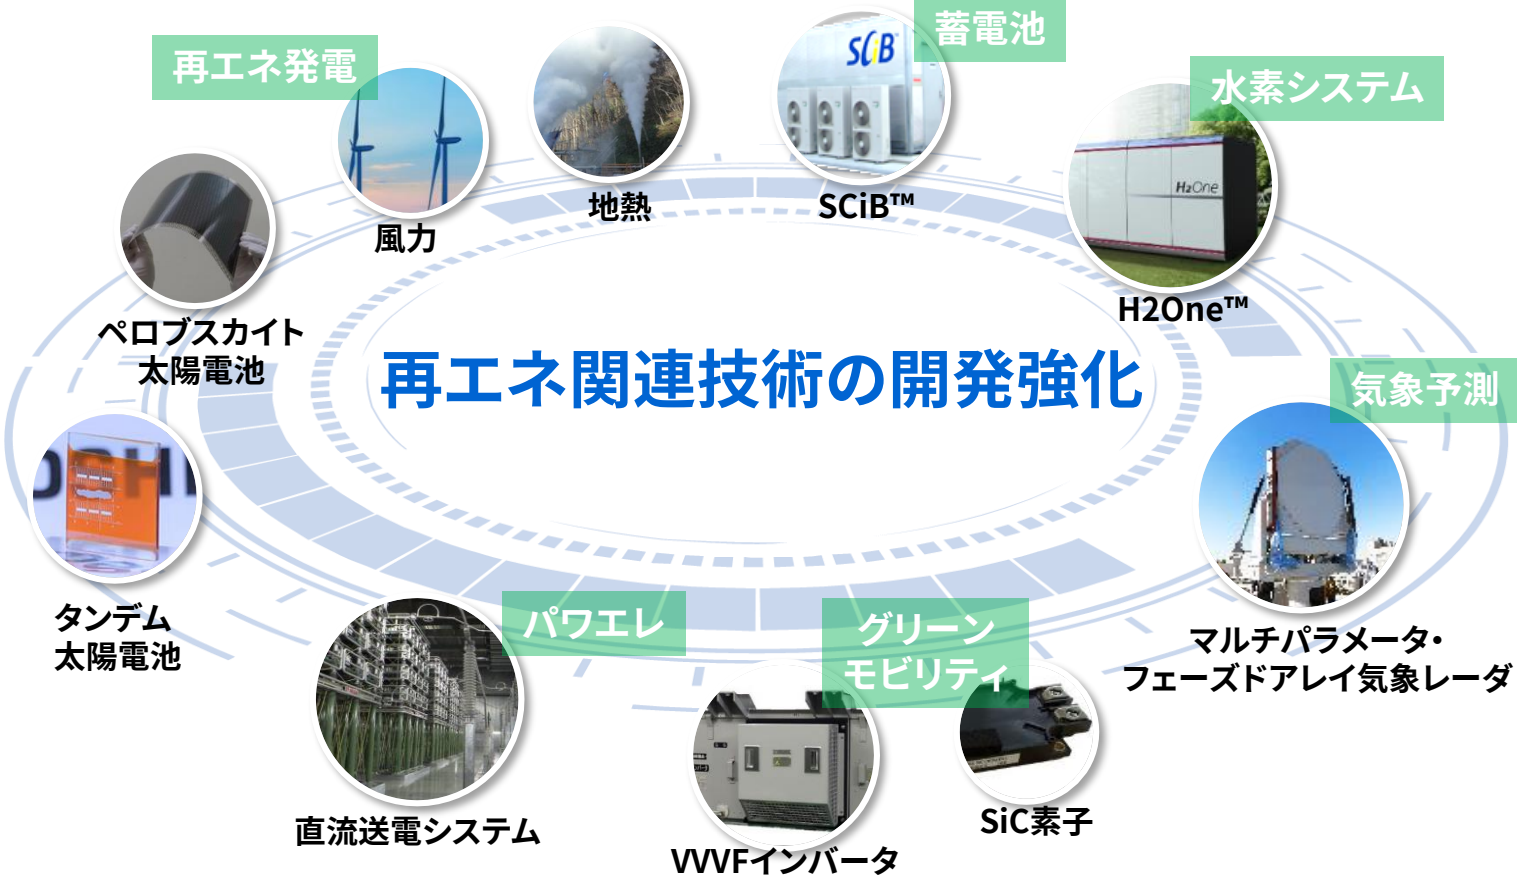 再エネ発電
蓄電池
SCiB
水素システム
H2One
風力
地熱
SCiB™
H2One™
ペロブスカイト
太陽電池
再エネ関連技術の開発強化
気象予測
タンデム
太陽電池
パワエレ
グリーン
モビリティ
マルチパラメータ・
フェーズドアレイ気象レーダ
直流送電システム
VVVFインバータ
SiC素子